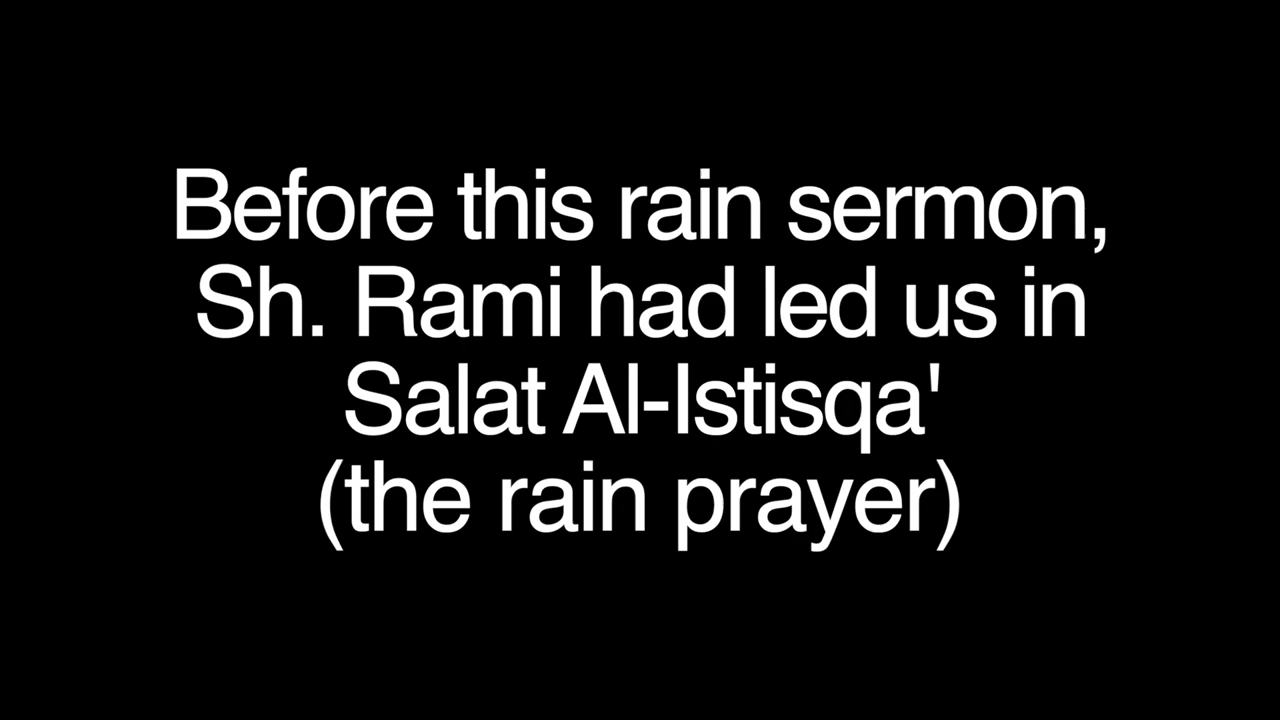 Before this rain sermon,
Sh. Rami had led us in
Salat Al-Istisqa'
(the rain prayer)